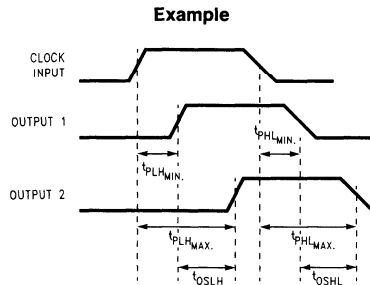 Example
CLOCK
INPUT
OUTPUT 1
tPLHMIN.
tPHLMIN.
OUTPUT 2
tPLHMAX.
tPHLMAX.
tOSLH
tOSHL